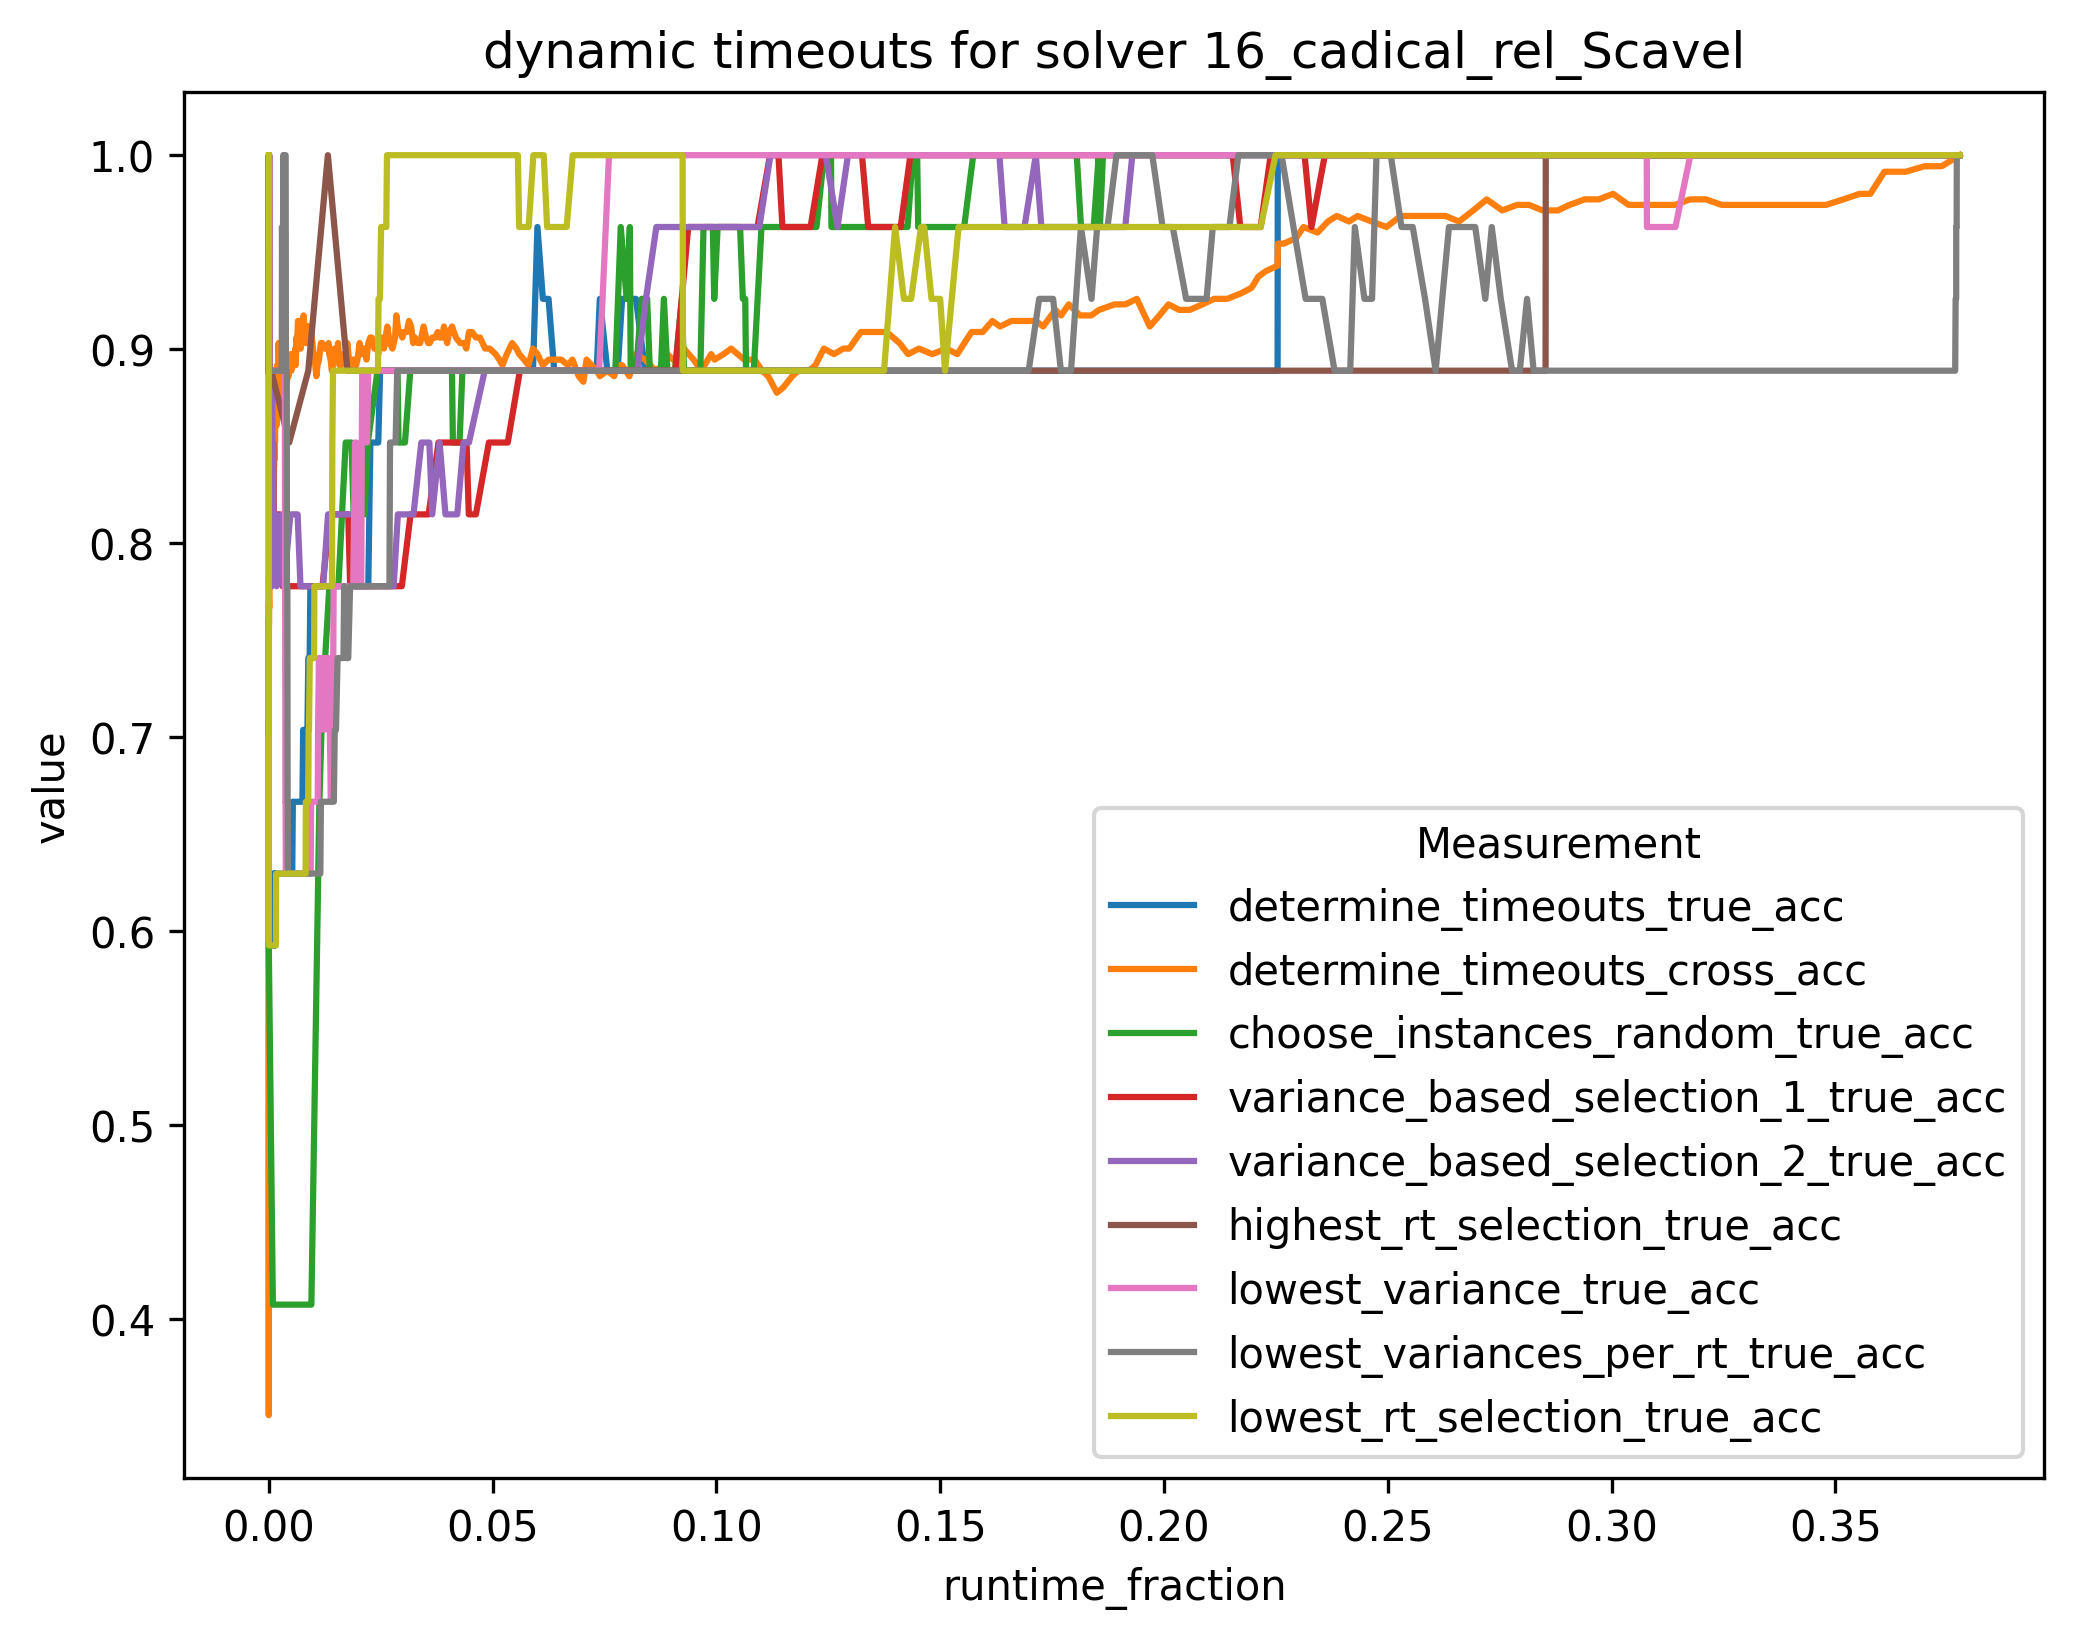 dynamic timeouts for solver 16_cadical_rel_Scavel
1.0
0.9
0.8
0.7
0.6
0.5
0.4
value
Measurement
determine_timeouts_true_acc
determine_timeouts_cross_acc
choose_instances_random_true_acc
variance_based_selection_1_true_acc
variance_based_selection_2_true_acc
highest_rt_selection_true_acc
lowest_variance_true_acc
lowest_variances_per_rt_true_acc
lowest_rt_selection_true_acc
0.00 0.05 0.10 0.15 0.20 0.25 0.30 0.35
runtime_fraction